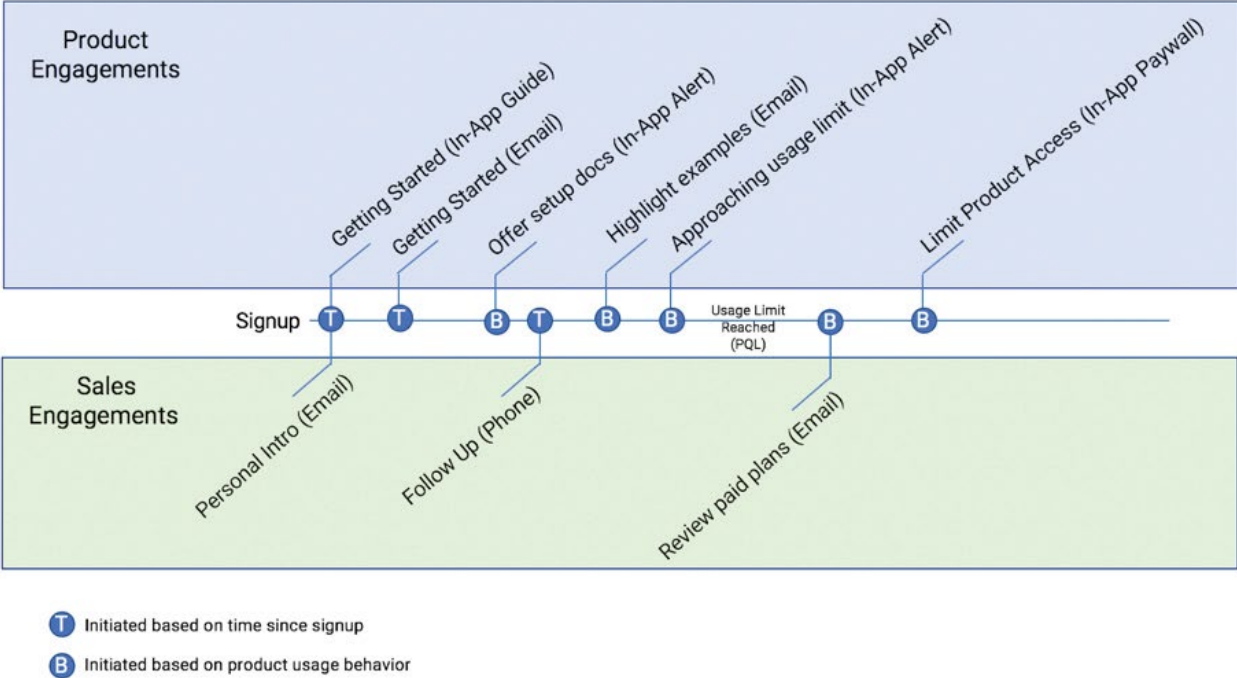 Product
Engagements
Getting Started (In-App Guide)
Getting Started (Email)
Offer setup docs (In-App Alert)
Highlight examples (Email)
Approaching usage limit (In-App Alert)
Limit Product Access (In-App Paywall)
Signup
T
T
B
T
B
B
Usage Limit
Reached
(PQL)
B
B
Sales
Engagements
Personal Intro (Email)
Follow Up (Phone)
Review paid plans (Email)
T Initiated based on time since signup
B Initiated based on product usage behavior